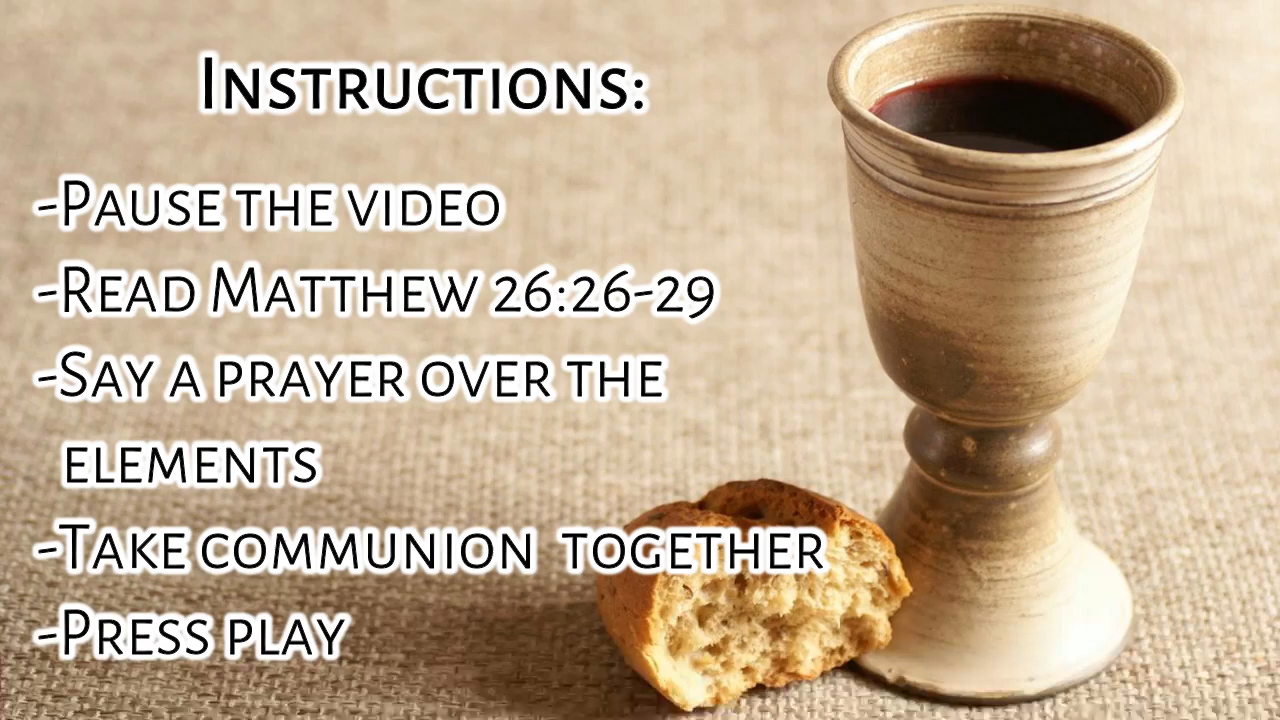 Instructions:
-Pause the video
-Read Matthew 26:26-29
-Say a prayer over the
elements
-Take communion together
-Press play